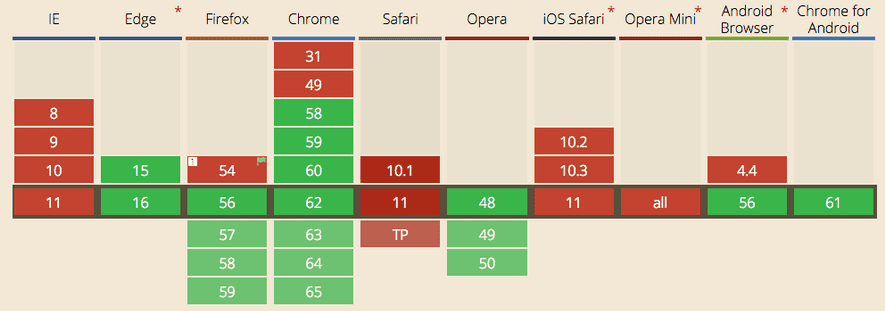 IE Edge * Firefox Chrome Safari Opera iOS Safari * Opera Mini * Android Browser * Chrome for Android
31
49
8 58
9 59 10.2
10 15 1 54 60 10.1 10.3 4.4
11 16 56 62 11 48 11 all 56 61
57 63 TP 49
58 64 50
59 65